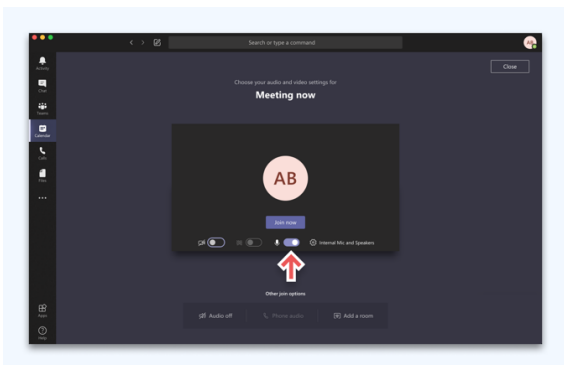 Search or type a command
AB
Activity
Close
Chat
Choose your audio and video settings for
Meeting now
Teams
Calendar
Calls
Files
AB
Join now
Internal Mic and Speakers
Other join options
Audio off
Phone audio
Add a room
Apps
Help